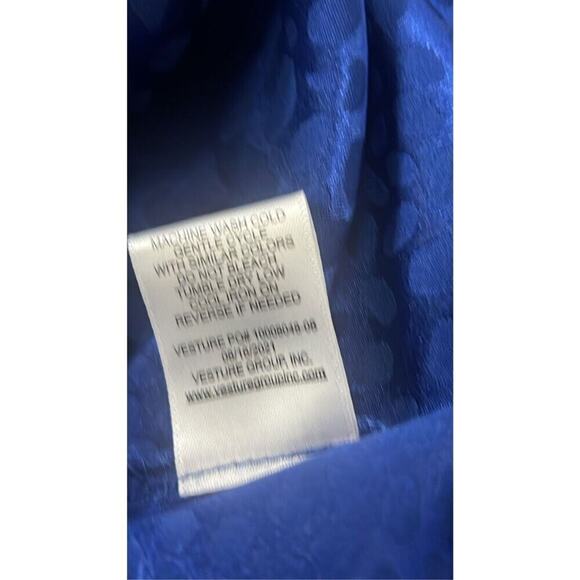 MACHINE WASH COLD
GENTLE CYCLE
WITH SIMILAR COLORS
DO NOT BLEACH
TUMBLE DRY LOW
COOL IRON ON
REVERSE IF NEEDED
VESTURE PO# 10008048-08
08/16/2021
VESTURE GROUP, INC.
www.vesturegroupinc.com